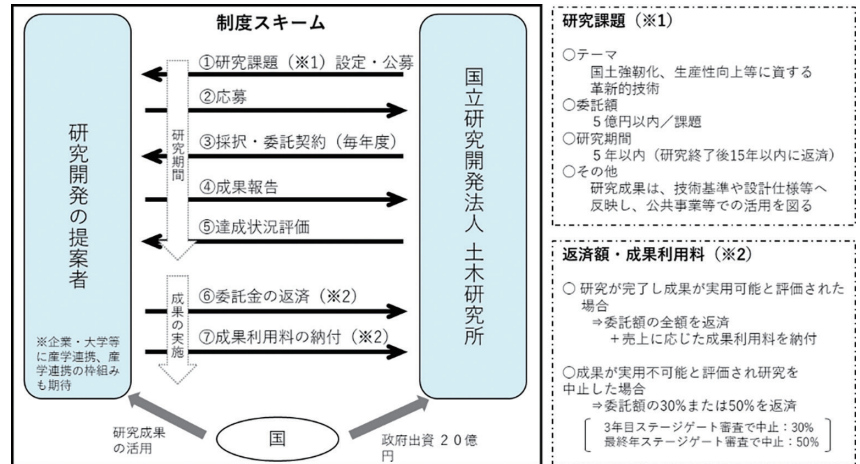 制度スキーム
研究開発の提案者
※企業・大学等
に産学連携、産
学連携の枠組み
も期待
①研究課題（※1）設定・公募
②応募
③採択・委託契約（毎年度）
④成果報告
⑤達成状況評価
研究期間
⑥委託金の返済（※2）
⑦成果利用料の納付（※2）
成果の実施
国立研究開発法人 土木研究所
研究成果
の活用
国
政府出資 ２０億
円
研究課題（※1）
○テーマ
国土強靭化、生産性向上等に資する
革新的技術
○委託額
５億円以内／課題
○研究期間
５年以内（研究終了後15年以内に返済）
○その他
研究成果は、技術基準や設計仕様等へ
反映し、公共事業等での活用を図る
返済額・成果利用料（※2）
○ 研究が完了し成果が実用可能と評価された
場合
⇒委託額の全額を返済
＋売上に応じた成果利用料を納付
○成果が実用不可能と評価され研究を
中止した場合
⇒委託額の30%または50%を返済
3年目ステージゲート審査で中止：30%
最終年ステージゲート審査で中止：50%